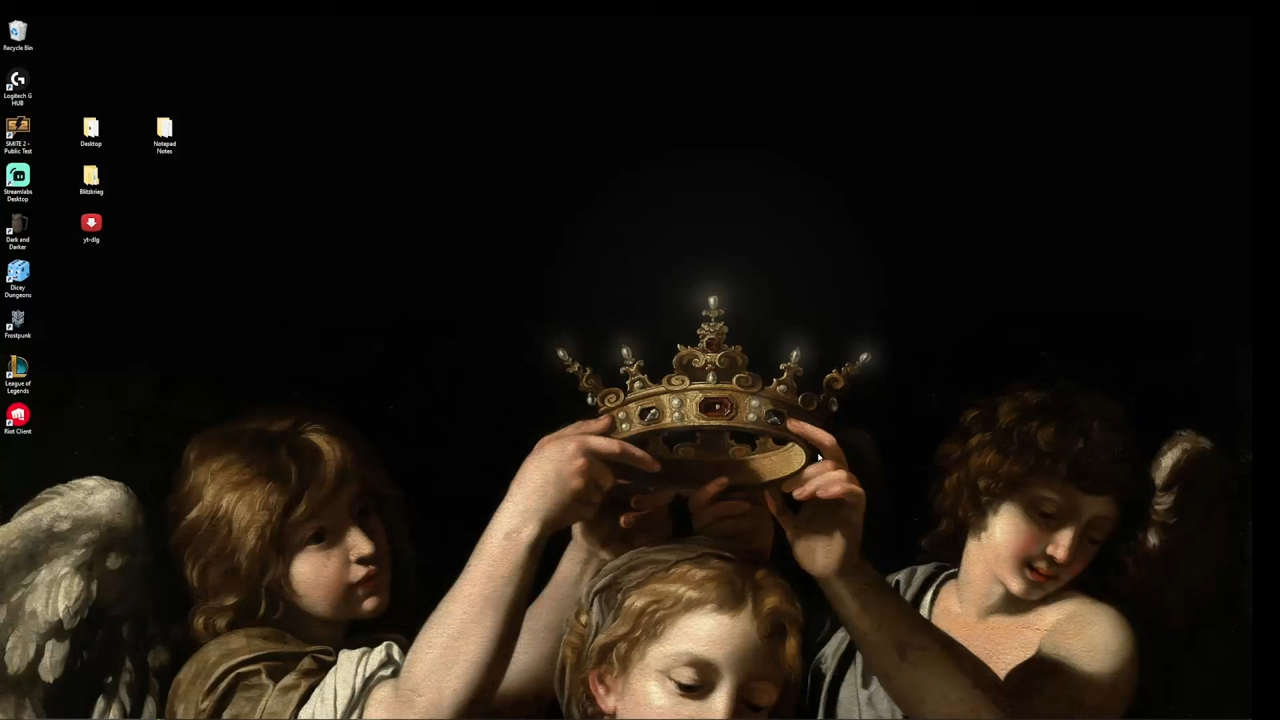 Recycle Bin
Logitech G
HUB
SMITE 2 -
Public Test
Desktop
Notepad
Notes
Streamlabs
Desktop
Blitzkrieg
Dark and
Darker
yt-dlg
Dicey
Dungeons
Frostpunk
League of
Legends
Riot Client